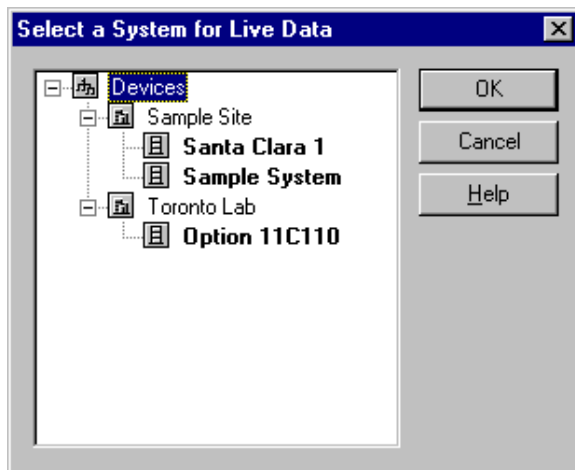 Select a System for Live Data
Devices
Sample Site
Santa Clara 1
Sample System
Toronto Lab
Option 11C110
OK
Cancel
Help